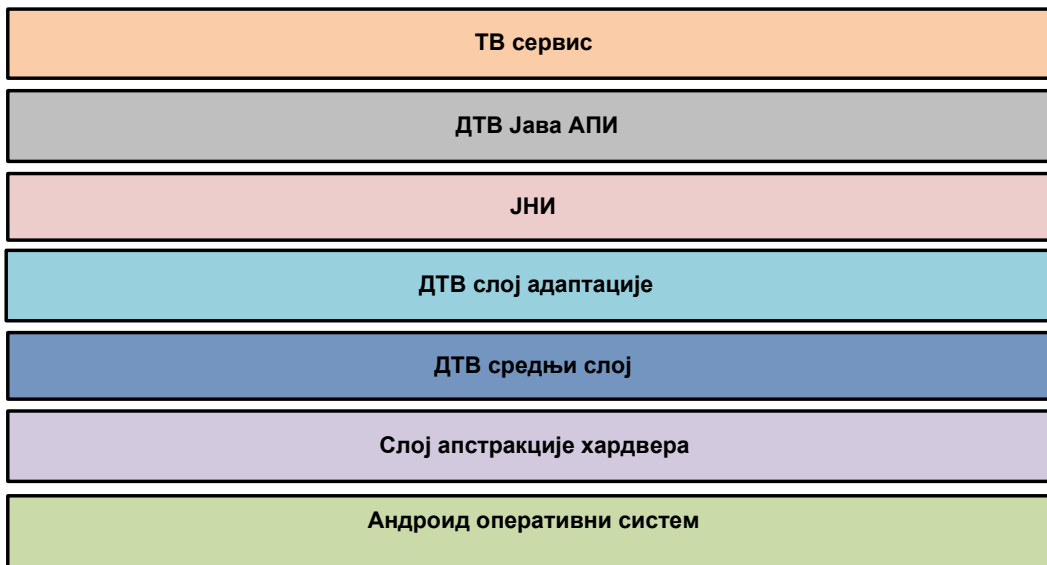 ТВ сервис
ДТВ Јава АПИ
ЈНИ
ДТВ слој адаптације
ДТВ средњи слој
Слој апстракције хардвера
Андроид оперативни систем